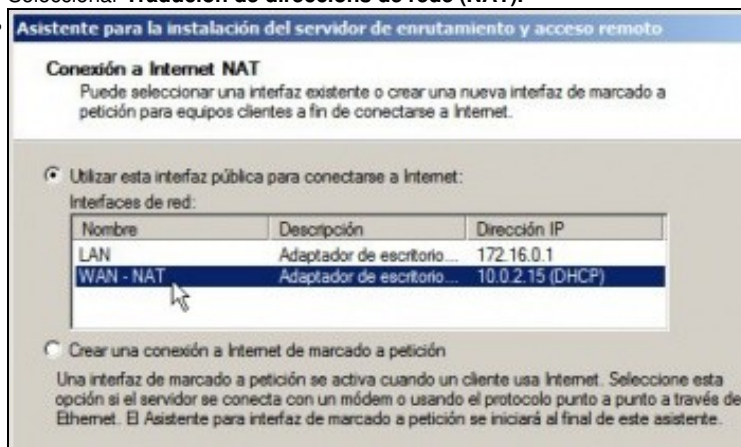 Seleccionar Tradución de direccións de rede (NAT).
Asistente para la instalación del servidor de enrutamiento y acceso remoto
Conexión a Internet NAT
Puede seleccionar una interfaz existente o crear una nueva interfaz de marcado a
petición para equipos clientes a fin de conectarse a Internet.
Utilizar esta interfaz pública para conectarse a Internet:
Interfaces de red:
Nombre Descripción Dirección IP
LAN Adaptador de escritorio... 172.16.0.1
WAN - NAT Adaptador de escritorio... 10.0.2.15 (DHCP)
Crear una conexión a Internet de marcado a petición
Una interfaz de marcado a petición se activa cuando un cliente usa Internet. Seleccione esta
opción si el servidor se conecta con un módem o usando el protocolo punto a punto a través de
Ethernet. El Asistente para interfaz de marcado a petición se iniciará al final de este asistente.